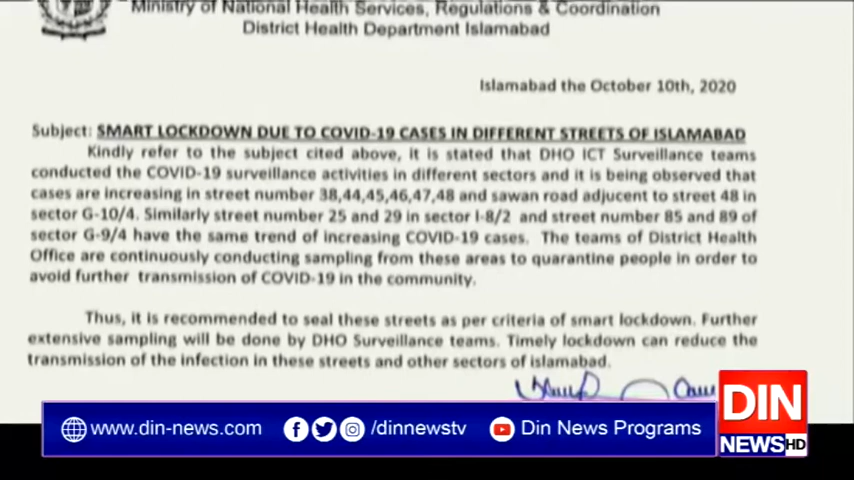 Ministry of National Health Services, Regulations & Coordination
District Health Department Islamabad
Islamabad the October 10th, 2020
Subject: SMART LOCKDOWN DUE TO COVID-19 CASES IN DIFFERENT STREETS OF ISLAMABAD
Kindly refer to the subject cited above, it is stated that DHO ICT Surveillance teams
conducted the COVID-19 surveillance activities in different sectors and it is being observed that
cases are increasing in street number 38,44,45,46,47,48 and sawan road adjucent to street 48 in
sector G-10/4. Similarly street number 25 and 29 in sector I-8/2 and street number 85 and 89 of
sector G-9/4 have the same trend of increasing COVID-19 cases. The teams of District Health
Office are continuously conducting sampling from these areas to quarantine people in order to
avoid further transmission of COVID-19 in the community.
Thus, it is recommended to seal these streets as per criteria of smart lockdown. Further
extensive sampling will be done by DHO Surveillance teams. Timely lockdown can reduce the
transmission of the infection in these streets and other sectors of islamabad.
www.din-news.com /dinnewstv Din News Programs
DIN
NEWS HD